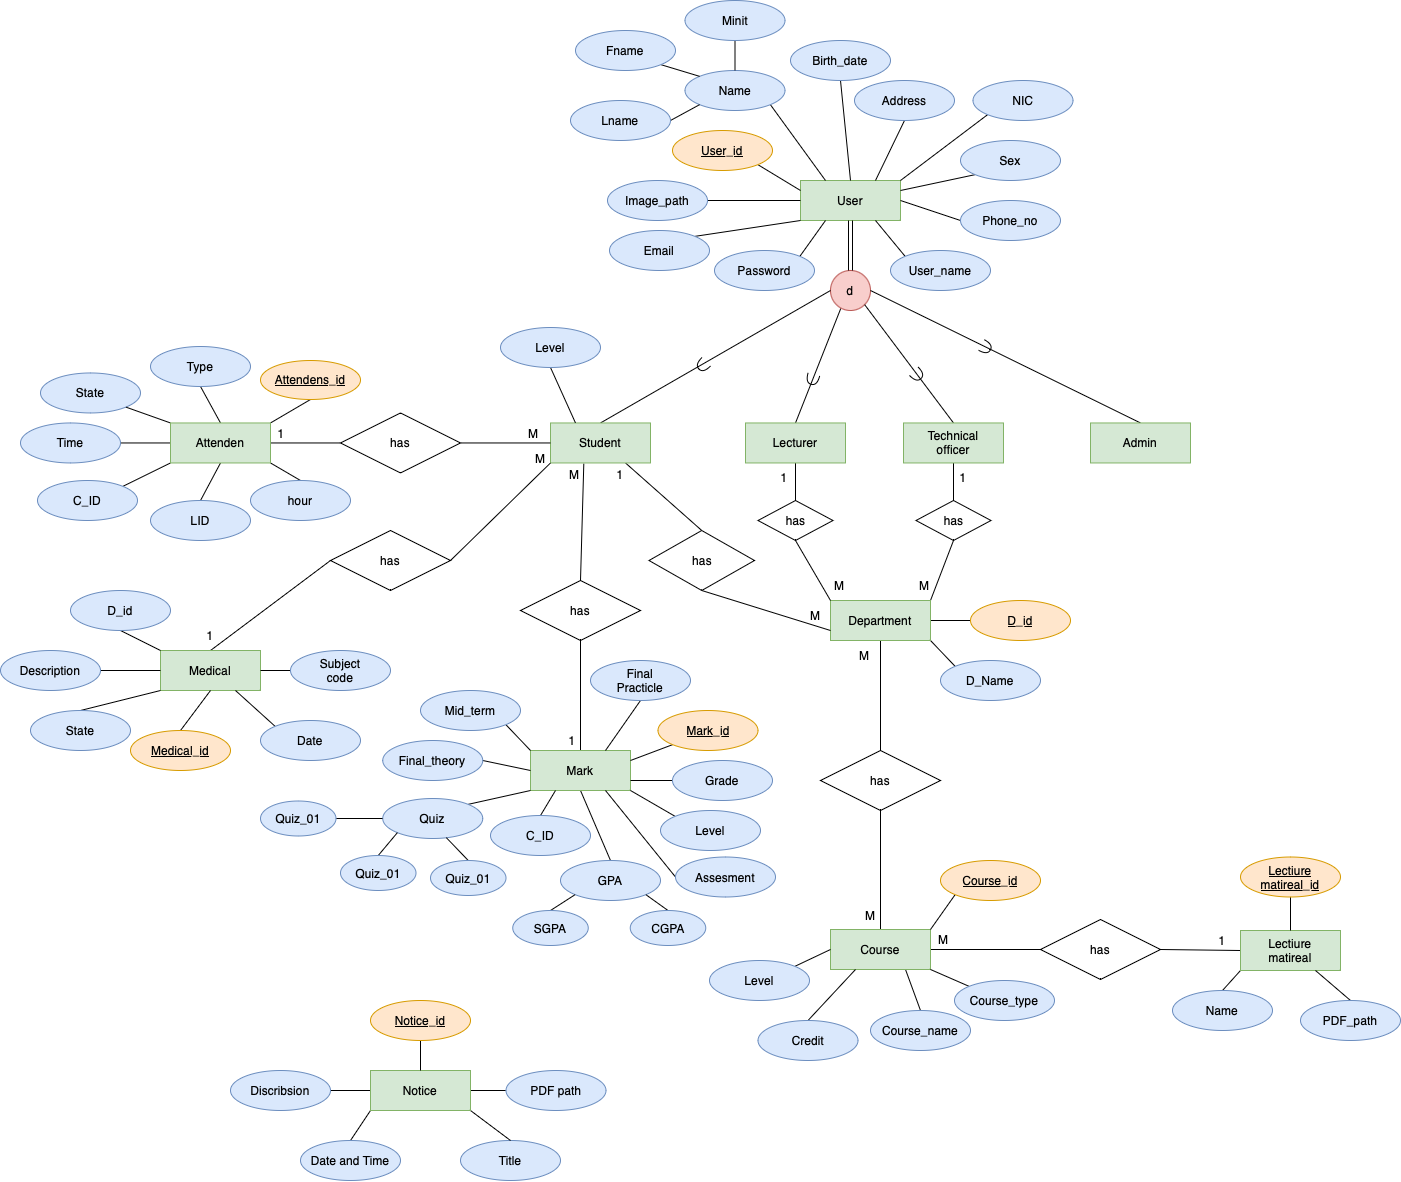 Minit
Fname
Birth_date
Name
Address
NIC
Lname
User_id
Sex
Image_path
User
Phone_no
Email
Password
User_name
d
Level
Type
Attendens_id
State
Time
Attenden
1
has
M
Student
Lecturer
Technical
officer
Admin
M
M
1
1
1
C_ID
hour
LID
has
has
has
has
M
M
D_id
has
M
Department
D_id
1
M
Description
Medical
Subject
code
D_Name
Final
Practicle
State
Medical_id
Date
Mid_term
Mark_id
1
Final_theory
Mark
Grade
has
Quiz_01
Quiz
C_ID
Level
Quiz_01
Quiz_01
GPA
Assesment
Course_id
Lectiure
matireal_id
SGPA
CGPA
M
Course
M
has
1
Lectiure
matireal
Level
Course_type
Credit
Course_name
Name
PDF_path
Notice_id
Discribsion
Notice
PDF path
Date and Time
Title